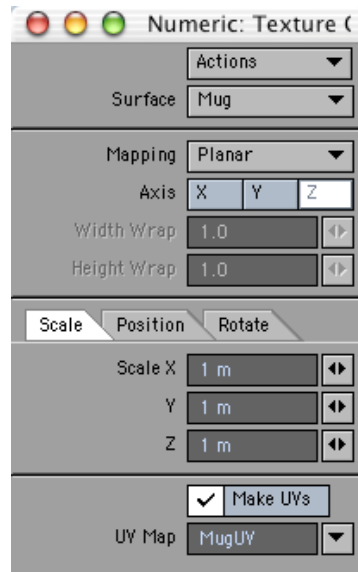 Numeric: Texture (
Actions
Surface Mug
Mapping Planar
Axis X Y Z
Width Wrap 1.0
Height Wrap 1.0
Scale Position Rotate
Scale X 1 m
Y 1 m
Z 1 m
Make UVs
UV Map MugUV